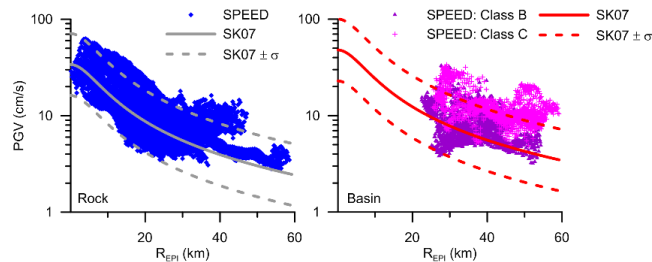 SPEED
SK07
SK07 ± σ
PGV (cm/s)
100
10
1
Rock
20
40
60
R_EPI (km)
SPEED: Class B
SPEED: Class C
SK07
SK07 ± σ
100
10
1
Basin
20
40
60
R_EPI (km)